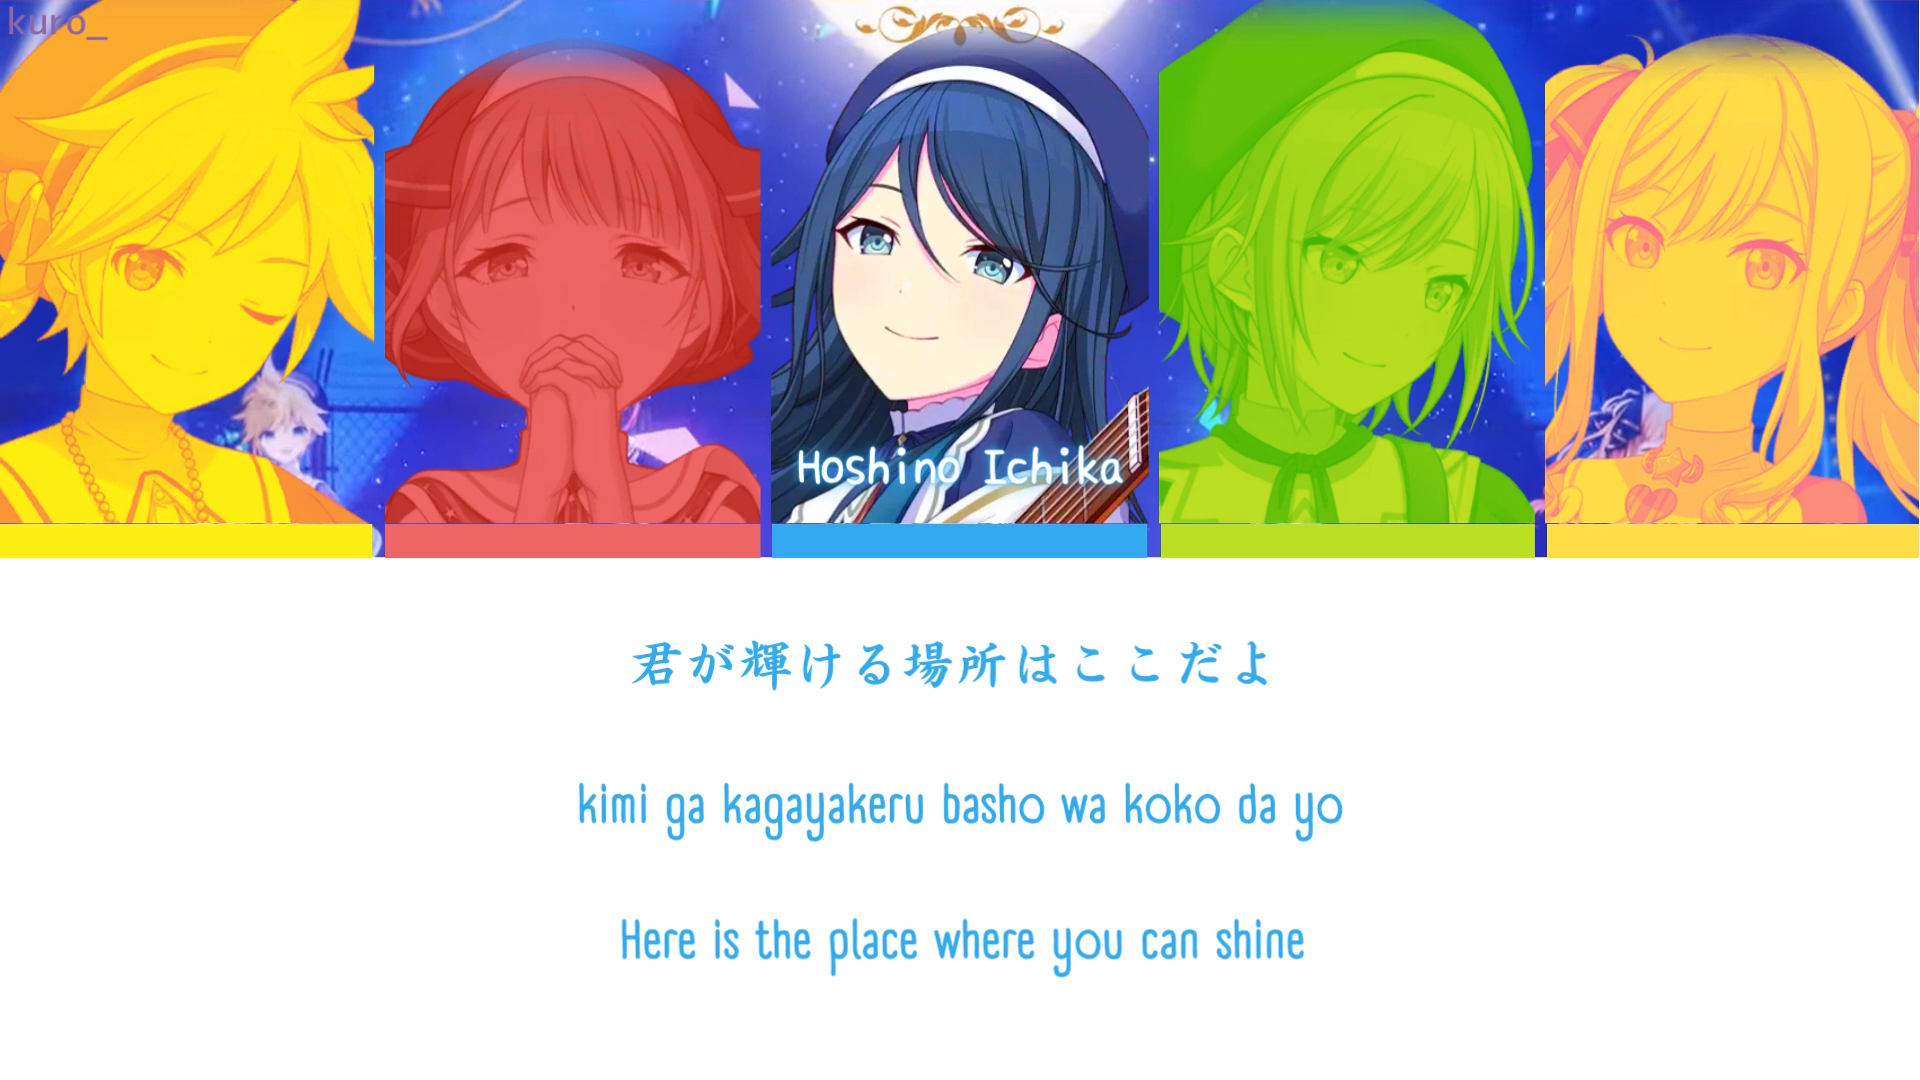 kuro_
Hoshino Ichika
君が輝ける場所はここだよ
kimi ga kagayakeru basho wa koko da yo
Here is the place where you can shine